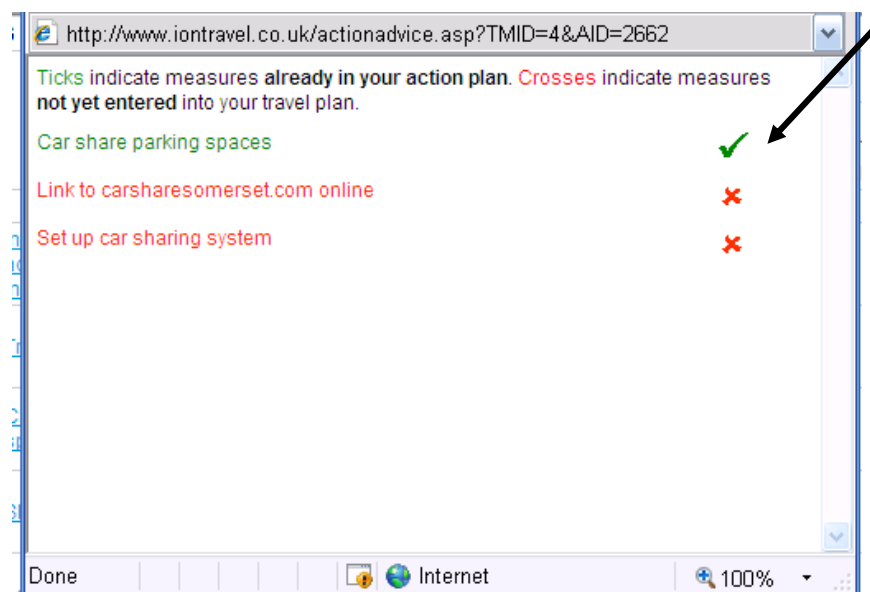 http://www.iontravel.co.uk/actionadvice.asp?TMID=4&AID=2662
Ticks indicate measures already in your action plan. Crosses indicate measures
not yet entered into your travel plan.
Car share parking spaces
Link to carsharesomerset.com online
Set up car sharing system
Done
Internet
100%